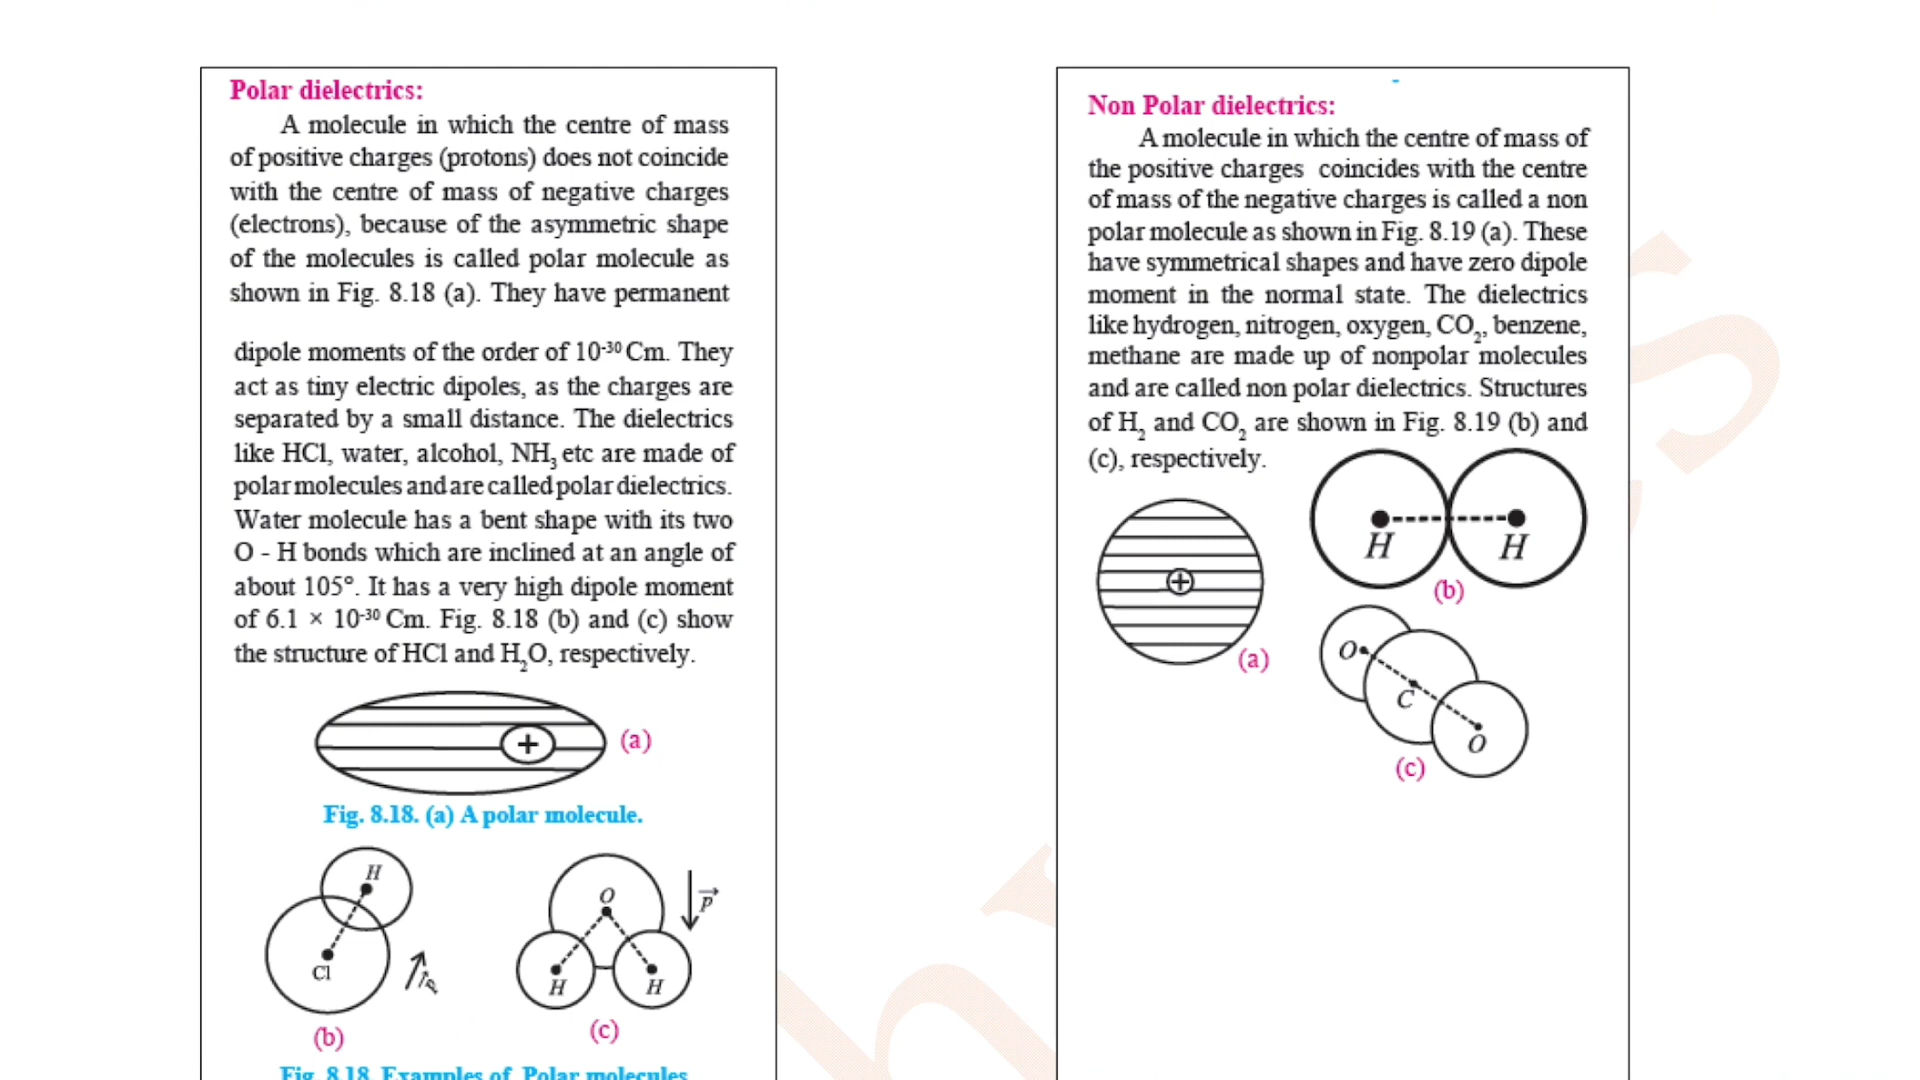 Polar dielectrics:
A molecule in which the centre of mass
of positive charges (protons) does not coincide
with the centre of mass of negative charges
(electrons), because of the asymmetric shape
of the molecules is called polar molecule as
shown in Fig. 8.18 (a). They have permanent
dipole moments of the order of 10⁻³⁰ Cm. They
act as tiny electric dipoles, as the charges are
separated by a small distance. The dielectrics
like HCl, water, alcohol, NH₃ etc are made of
polar molecules and are called polar dielectrics.
Water molecule has a bent shape with its two
O - H bonds which are inclined at an angle of
about 105°. It has a very high dipole moment
of 6.1 × 10⁻³⁰ Cm. Fig. 8.18 (b) and (c) show
the structure of HCl and H₂O, respectively.
+
(a)
Fig. 8.18. (a) A polar molecule.
H
Cl
p
(b)
O
H
H
p
(c)
Fig. 8.18 Examples of Polar molecules
Non Polar dielectrics:
A molecule in which the centre of mass of
the positive charges coincides with the centre
of mass of the negative charges is called a non
polar molecule as shown in Fig. 8.19 (a). These
have symmetrical shapes and have zero dipole
moment in the normal state. The dielectrics
like hydrogen, nitrogen, oxygen, CO₂, benzene,
methane are made up of nonpolar molecules
and are called non polar dielectrics. Structures
of H₂ and CO₂ are shown in Fig. 8.19 (b) and
(c), respectively.
+
(a)
H
H
(b)
O
C
O
(c)